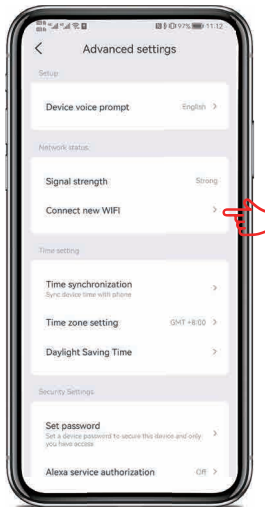 97% 11:12
Advanced settings
Setup
Device voice prompt English
Network status
Signal strength Strong
Connect new WIFI
Time setting
Time synchronization
Sync device time with phone
Time zone setting GMT +8:00
Daylight Saving Time
Security Settings
Set password
Set a device password to secure this device and only
you have access
Alexa service authorization Off